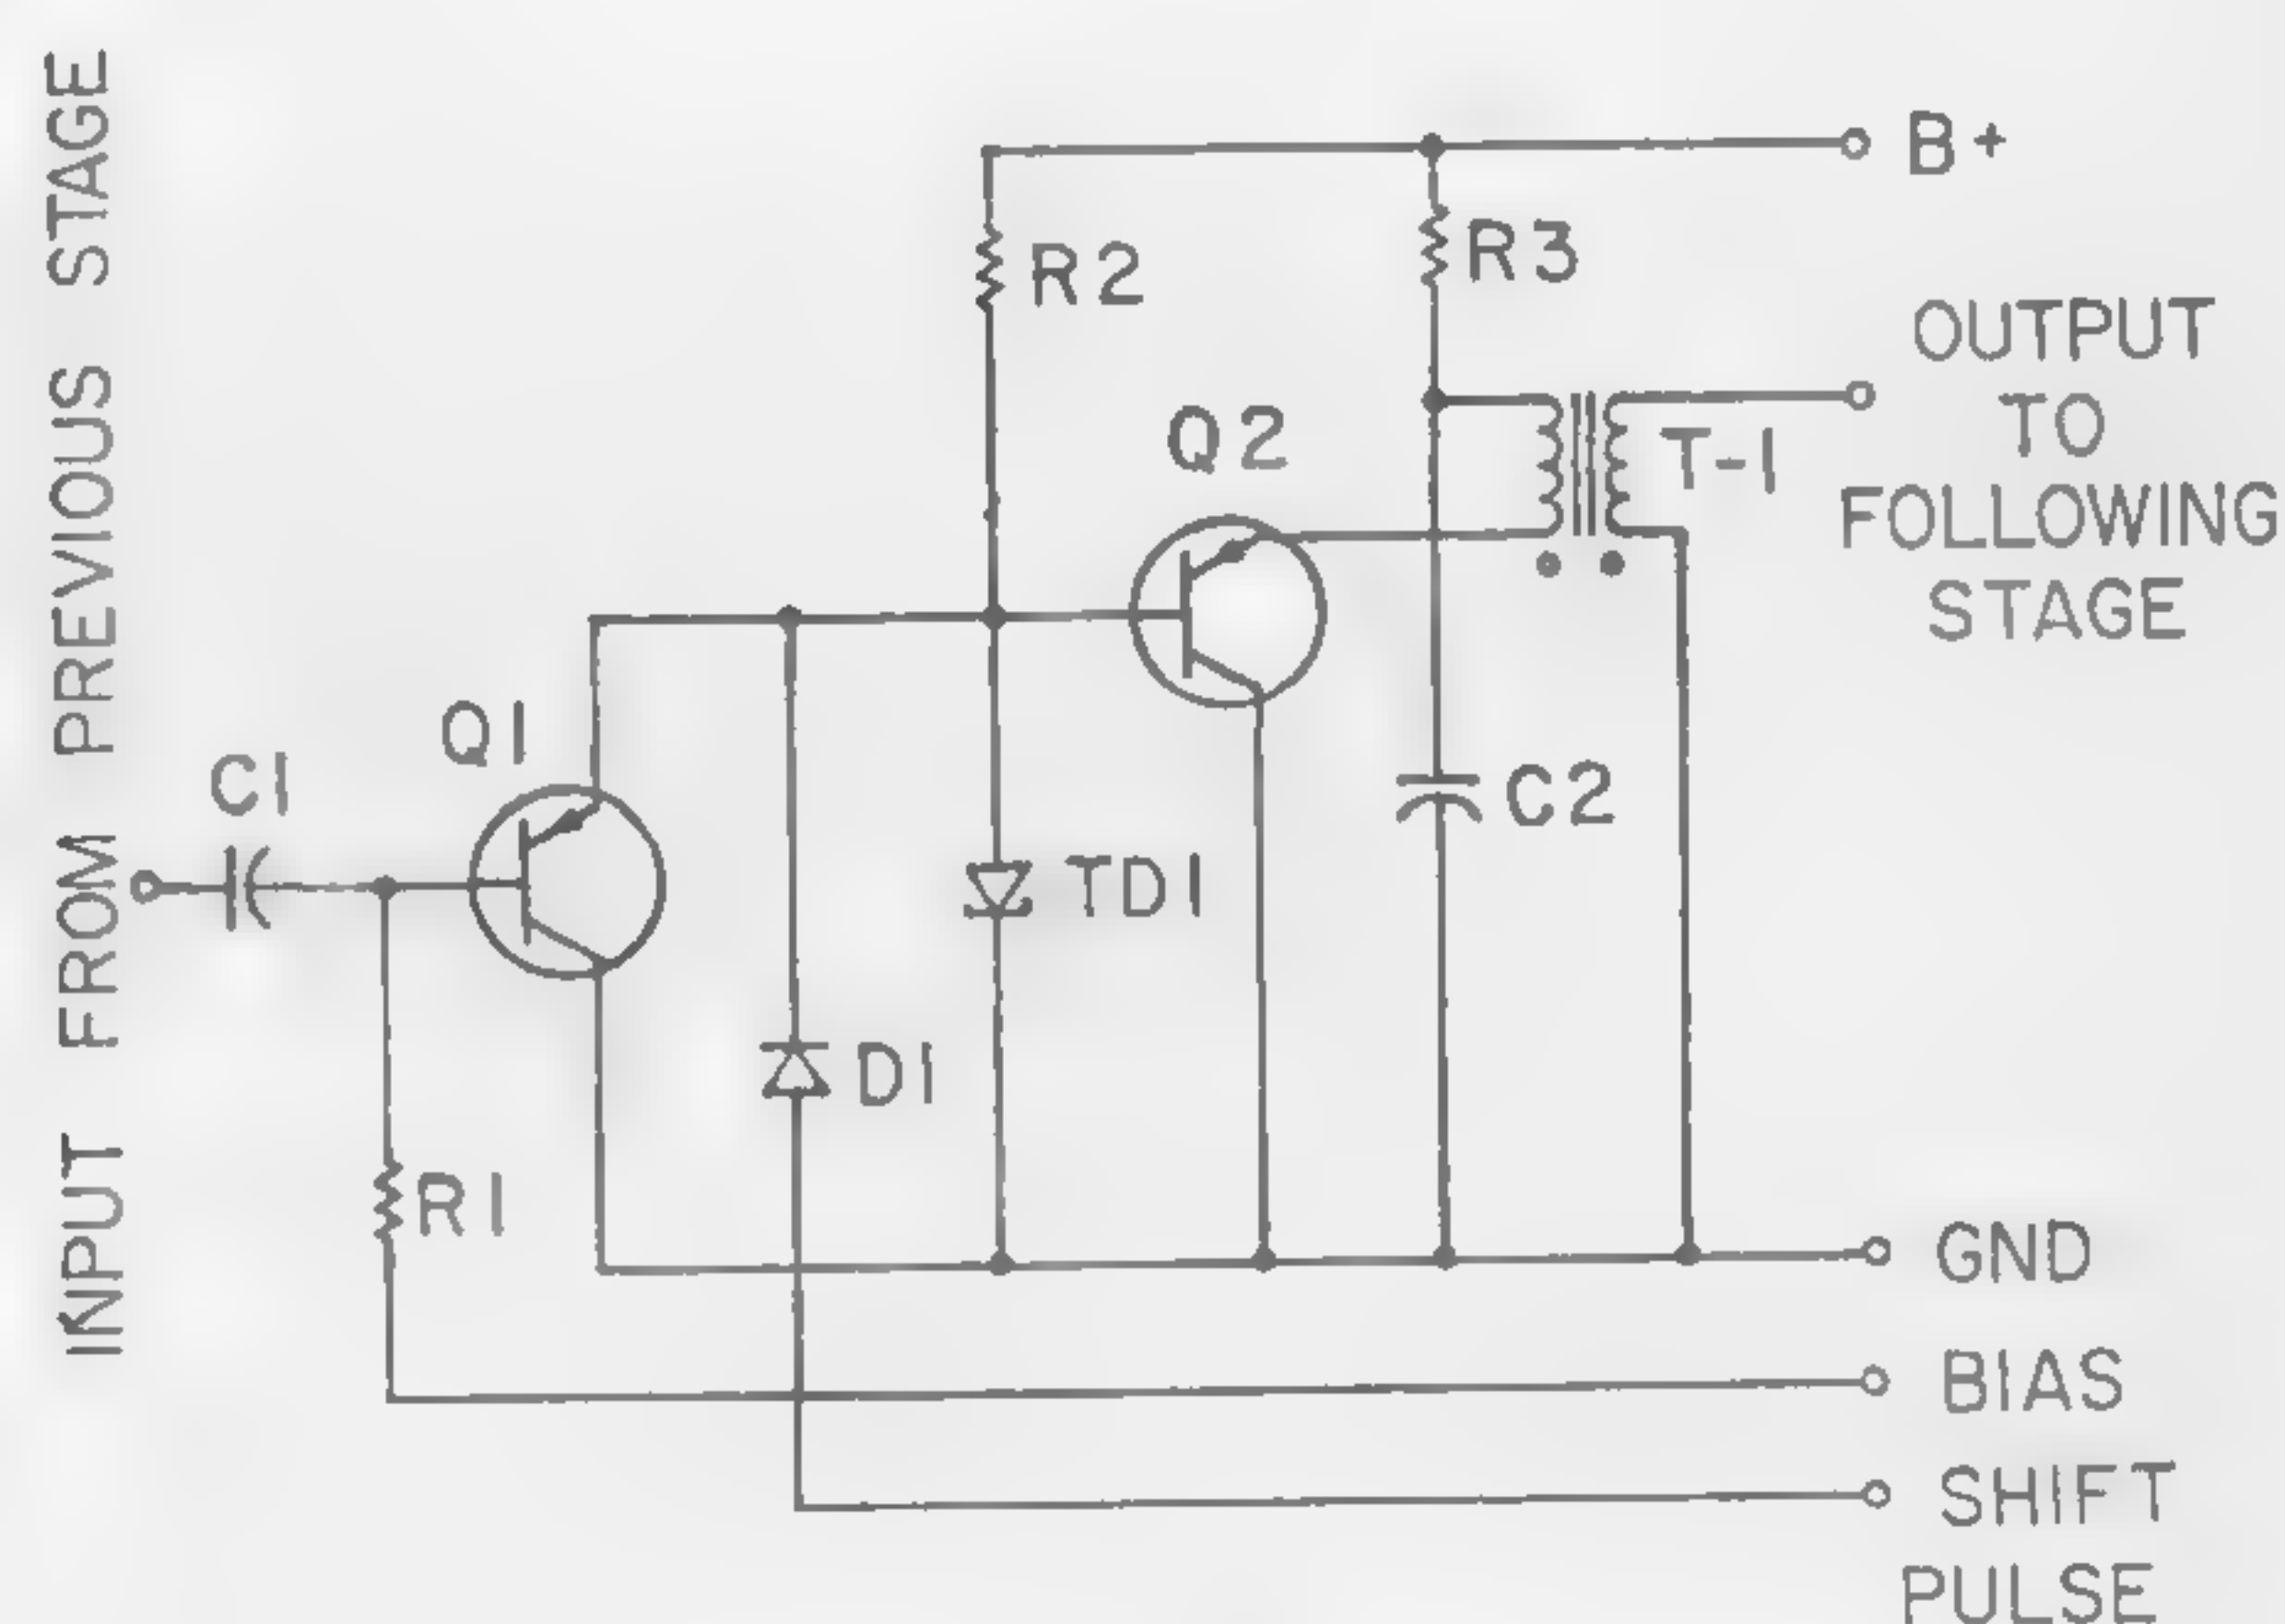 INPUT FROM PREVIOUS STAGE
C1
Q1
R1
D1
R2
TD1
Q2
R3
C2
T-1
B+
OUTPUT
TO
FOLLOWING
STAGE
GND
BIAS
SHIFT
PULSE